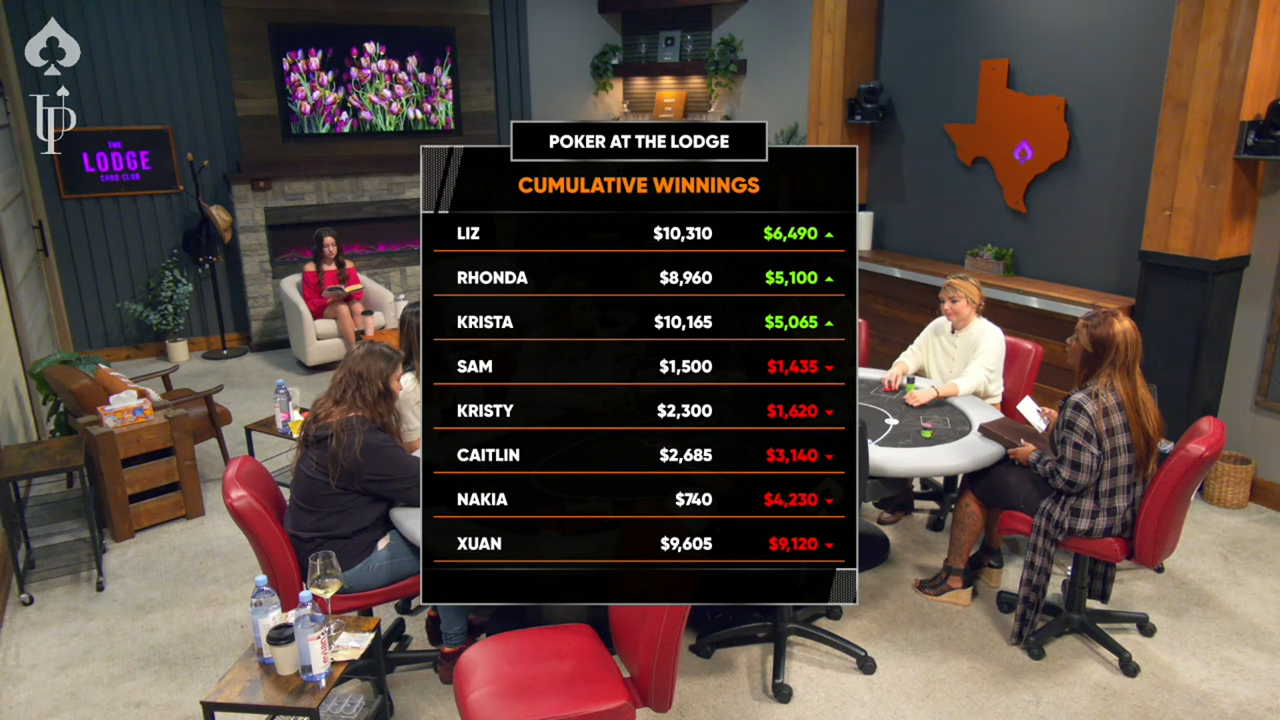 UP
THE
LODGE
CARD CLUB
POKER AT THE LODGE
CUMULATIVE WINNINGS
LIZ $10,310 $6,490
RHONDA $8,960 $5,100
KRISTA $10,165 $5,065
SAM $1,500 $1,435
KRISTY $2,300 $1,620
CAITLIN $2,685 $3,140
NAKIA $740 $4,230
XUAN $9,605 $9,120
evian